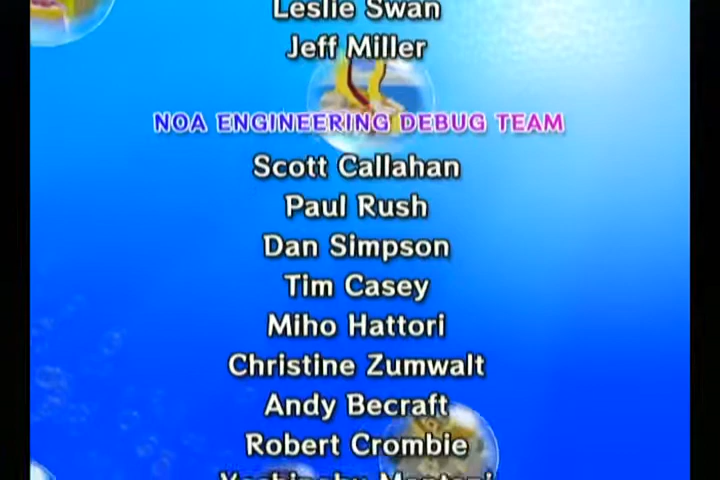 Leslie Swan
Jeff Miller
NOA ENGINEERING DEBUG TEAM
Scott Callahan
Paul Rush
Dan Simpson
Tim Casey
Miho Hattori
Christine Zumwalt
Andy Becraft
Robert Crombie